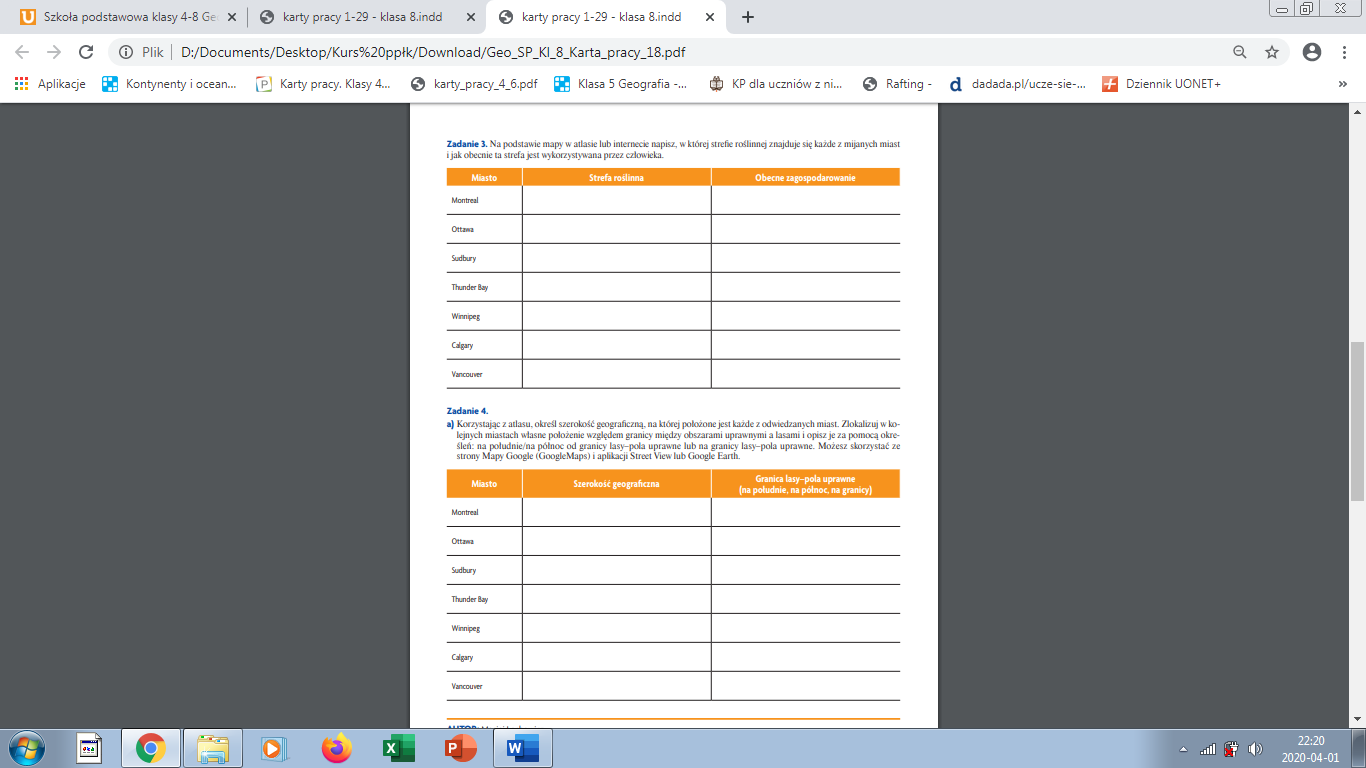 Szkoła podstawowa klasy 4-8 Ge
karty pracy 1-29 - klasa 8.indd
karty pracy 1-29 - klasa 8.indd
Plik D:/Documents/Desktop/Kurs%20ppłk/Download/Geo_SP_Kl_8_Karta_pracy_18.pdf
Aplikacje Kontynenty i ocean... Karty pracy. Klasy 4... karty_pracy_4_6.pdf Klasa 5 Geografia -... KP dla uczniów z ni... Rafting - dadada.pl/ucze-sie-... Dziennik UONET+ »
Zadanie 3. Na podstawie mapy w atlasie lub internecie napisz, w której strefie roślinnej znajduje się każde z mijanych miast
i jak obecnie ta strefa jest wykorzystywana przez człowieka.
Miasto Strefa roślinna Obecne zagospodarowanie
Montreal
Ottawa
Sudbury
Thunder Bay
Winnipeg
Calgary
Vancouver
Zadanie 4.
a) Korzystając z atlasu, określ szerokość geograficzną, na której położone jest każde z odwiedzanych miast. Zlokalizuj w ko-
lejnych miastach własne położenie względem granicy między obszarami uprawnymi a lasami i opisz je za pomocą okre-
śleń: na południe/na północ od granicy lasy–pola uprawne lub na granicy lasy–pola uprawne. Możesz skorzystać ze
strony Mapy Google (GoogleMaps) i aplikacji Street View lub Google Earth.
Miasto Szerokość geograficzna Granica lasy–pola uprawne
(na południe, na północ, na granicy)
Montreal
Ottawa
Sudbury
Thunder Bay
Winnipeg
Calgary
Vancouver
22:20
2020-04-01